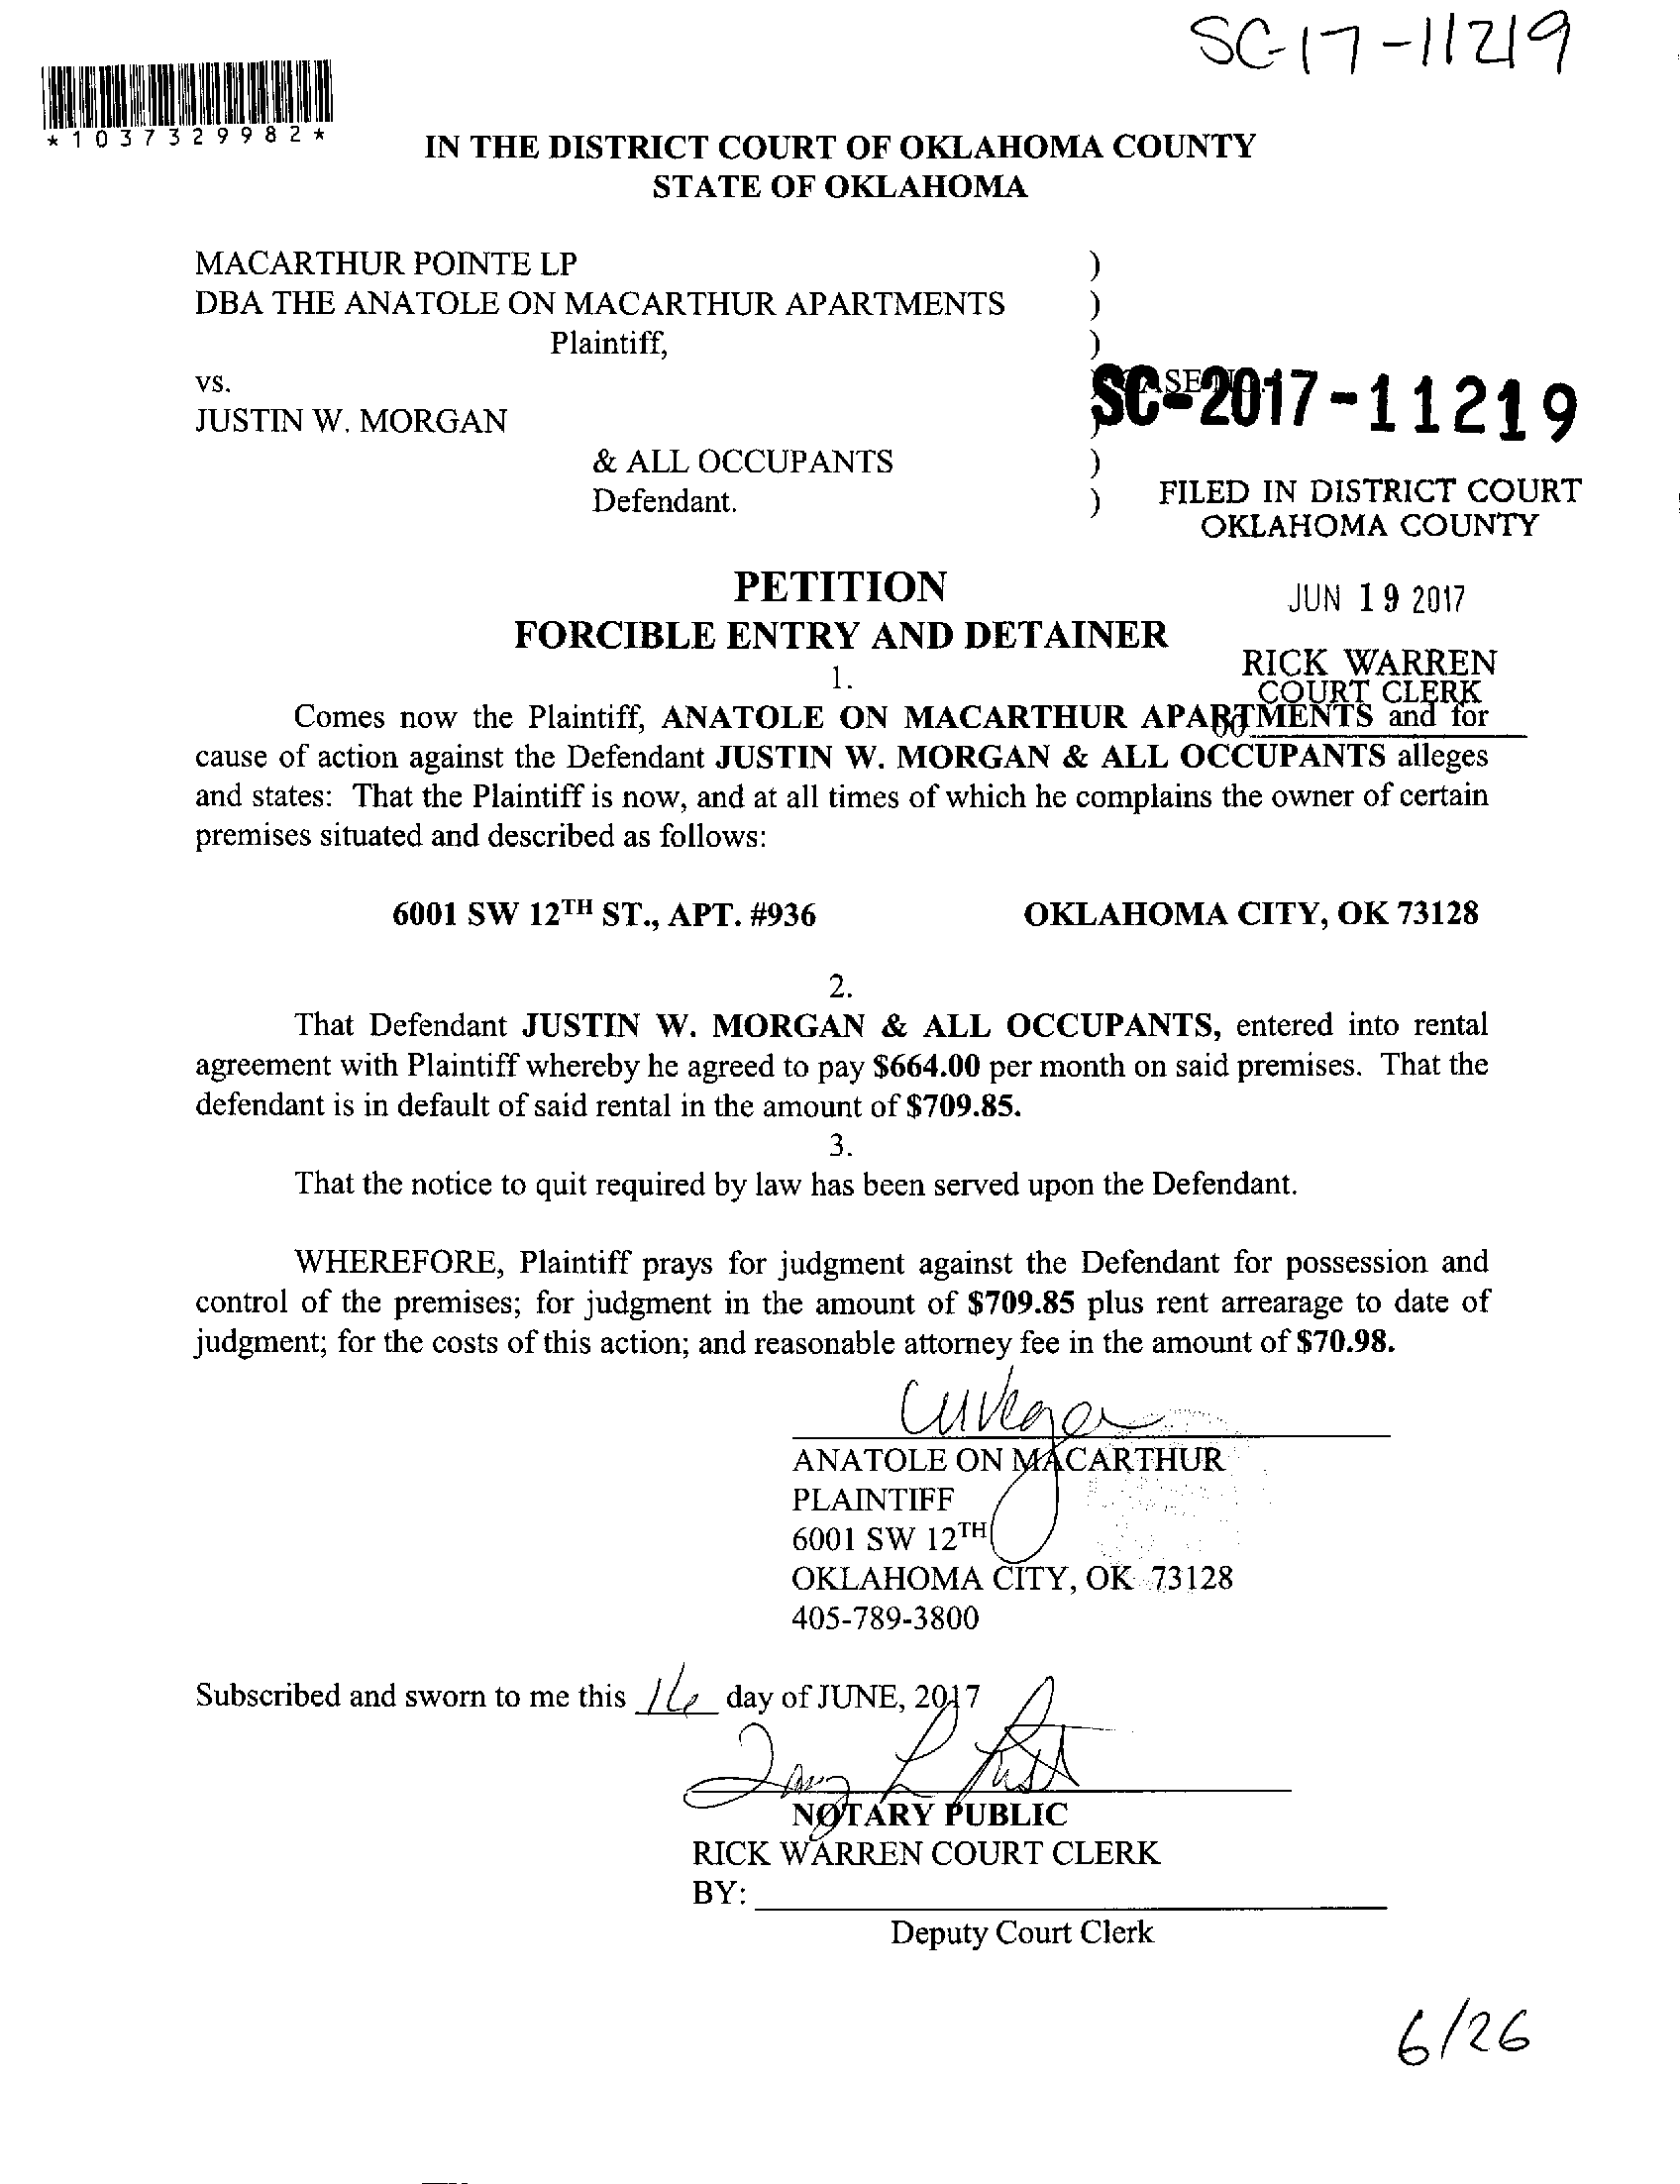 SC-17-11219
*1037329982*
IN THE DISTRICT COURT OF OKLAHOMA COUNTY
STATE OF OKLAHOMA
MACARTHUR POINTE LP )
DBA THE ANATOLE ON MACARTHUR APARTMENTS )
Plaintiff, )
vs.
SC-2017-11219
JUSTIN W. MORGAN )
& ALL OCCUPANTS )
Defendant. )
FILED IN DISTRICT COURT
OKLAHOMA COUNTY
JUN 19 2017
RICK WARREN
COURT CLERK
PETITION
FORCIBLE ENTRY AND DETAINER
1.
Comes now the Plaintiff, ANATOLE ON MACARTHUR APARTMENTS and for
cause of action against the Defendant JUSTIN W. MORGAN & ALL OCCUPANTS alleges
and states: That the Plaintiff is now, and at all times of which he complains the owner of certain
premises situated and described as follows:
6001 SW 12TH ST., APT. #936 OKLAHOMA CITY, OK 73128
2.
That Defendant JUSTIN W. MORGAN & ALL OCCUPANTS, entered into rental
agreement with Plaintiff whereby he agreed to pay $664.00 per month on said premises. That the
defendant is in default of said rental in the amount of $709.85.
3.
That the notice to quit required by law has been served upon the Defendant.
WHEREFORE, Plaintiff prays for judgment against the Defendant for possession and
control of the premises; for judgment in the amount of $709.85 plus rent arrearage to date of
judgment; for the costs of this action; and reasonable attorney fee in the amount of $70.98.
ANATOLE ON MACARTHUR
PLAINTIFF
6001 SW 12TH
OKLAHOMA CITY, OK 73128
405-789-3800
Subscribed and sworn to me this 16 day of JUNE, 2017
NOTARY PUBLIC
RICK WARREN COURT CLERK
BY:
Deputy Court Clerk
6/26